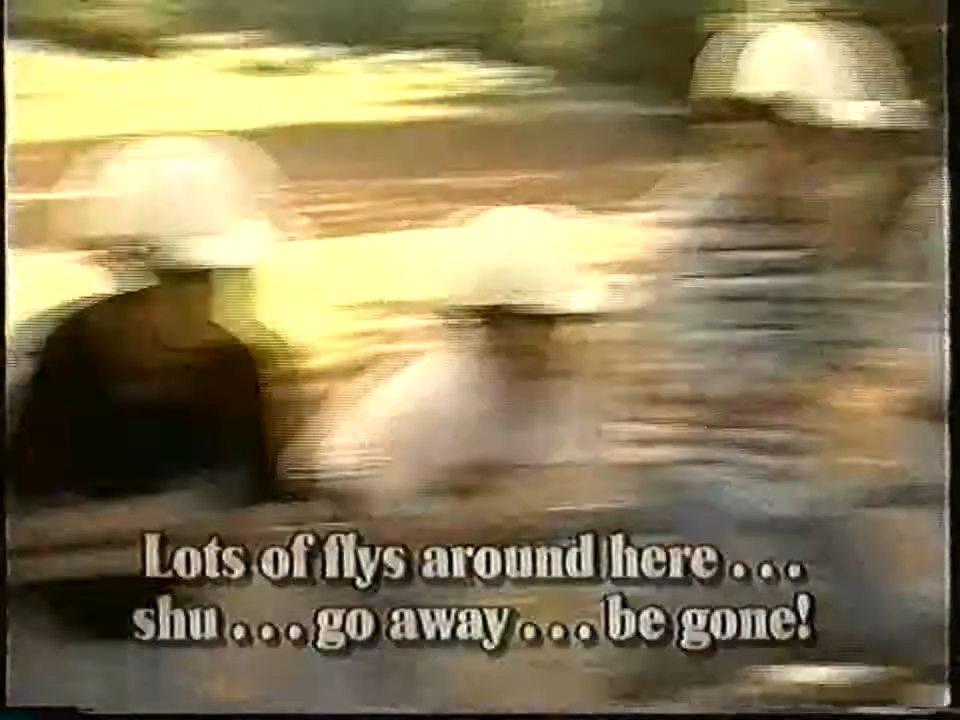 Lots of flys around here . . .
shu . . . go away . . . be gone!